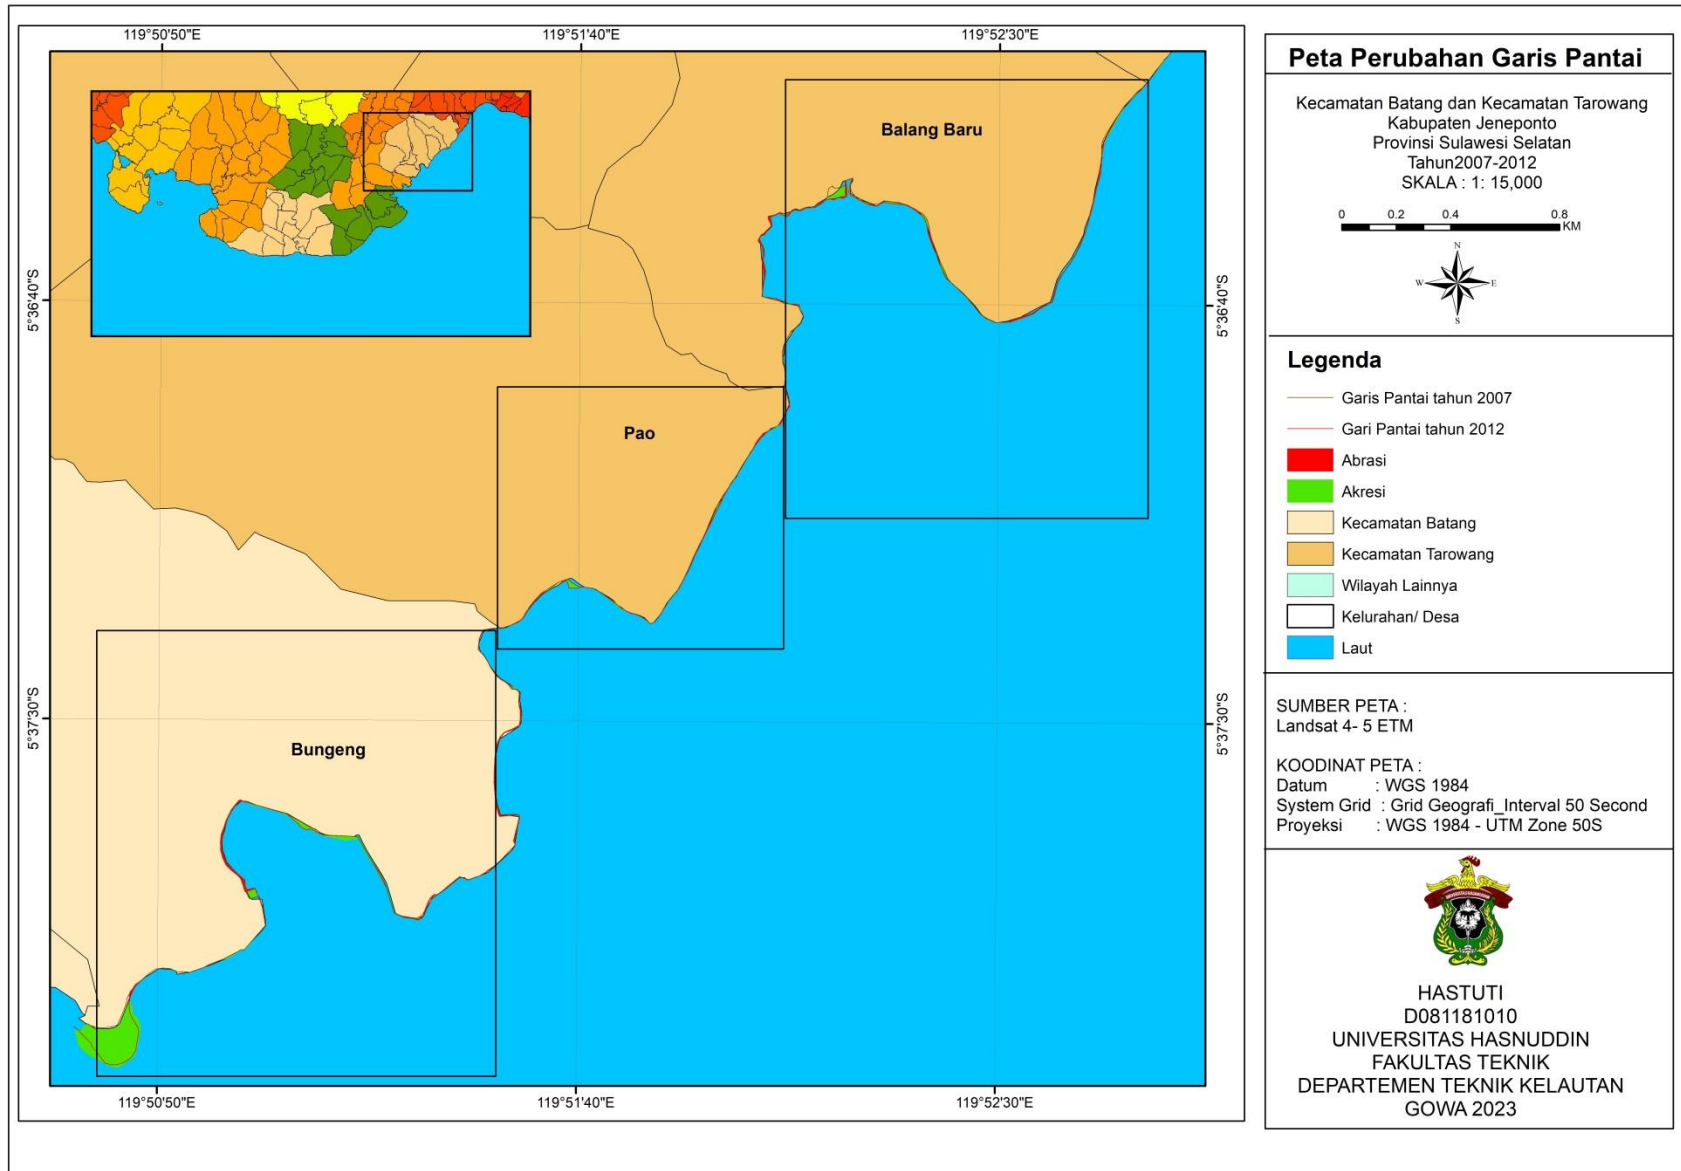 Peta Perubahan Garis Pantai
Kecamatan Batang dan Kecamatan Tarowang
Kabupaten Jeneponto
Provinsi Sulawesi Selatan
Tahun2007-2012
SKALA : 1: 15,000
0 0.2 0.4 0.8
KM
N
W E
S
Legenda
Garis Pantai tahun 2007
Gari Pantai tahun 2012
Abrasi
Akresi
Kecamatan Batang
Kecamatan Tarowang
Wilayah Lainnya
Kelurahan/ Desa
Laut
SUMBER PETA :
Landsat 4- 5 ETM
KOODINAT PETA :
Datum : WGS 1984
System Grid : Grid Geografi_Interval 50 Second
Proyeksi : WGS 1984 - UTM Zone 50S
HASTUTI
D081181010
UNIVERSITAS HASNUDDIN
FAKULTAS TEKNIK
DEPARTEMEN TEKNIK KELAUTAN
GOWA 2023
119°50'50"E 119°51'40"E 119°52'30"E
Balang Baru
5°36'40"S 5°36'40"S
Pao
5°37'30"S 5°37'30"S
Bungeng
119°50'50"E 119°51'40"E 119°52'30"E